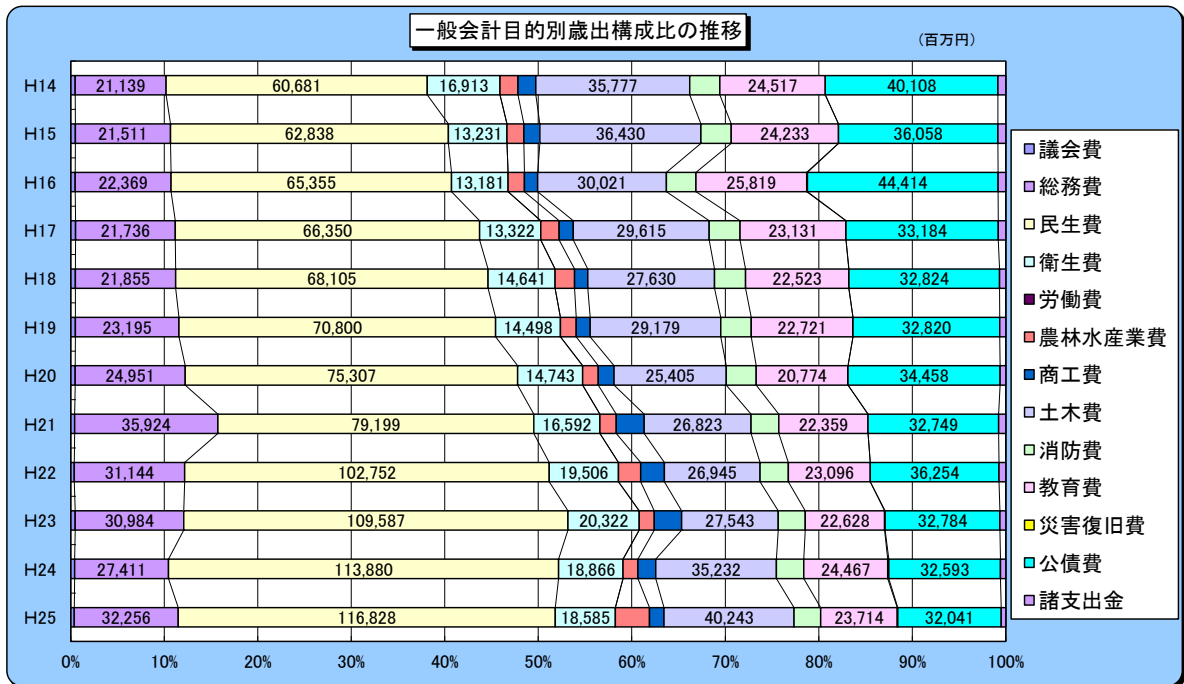 一般会計目的別歳出構成比の推移
（百万円）
H14 21,139 60,681 16,913 35,777 24,517 40,108
H15 21,511 62,838 13,231 36,430 24,233 36,058
H16 22,369 65,355 13,181 30,021 25,819 44,414
H17 21,736 66,350 13,322 29,615 23,131 33,184
H18 21,855 68,105 14,641 27,630 22,523 32,824
H19 23,195 70,800 14,498 29,179 22,721 32,820
H20 24,951 75,307 14,743 25,405 20,774 34,458
H21 35,924 79,199 16,592 26,823 22,359 32,749
H22 31,144 102,752 19,506 26,945 23,096 36,254
H23 30,984 109,587 20,322 27,543 22,628 32,784
H24 27,411 113,880 18,866 35,232 24,467 32,593
H25 32,256 116,828 18,585 40,243 23,714 32,041
0% 10% 20% 30% 40% 50% 60% 70% 80% 90% 100%
議会費
総務費
民生費
衛生費
労働費
農林水産業費
商工費
土木費
消防費
教育費
災害復旧費
公債費
諸支出金